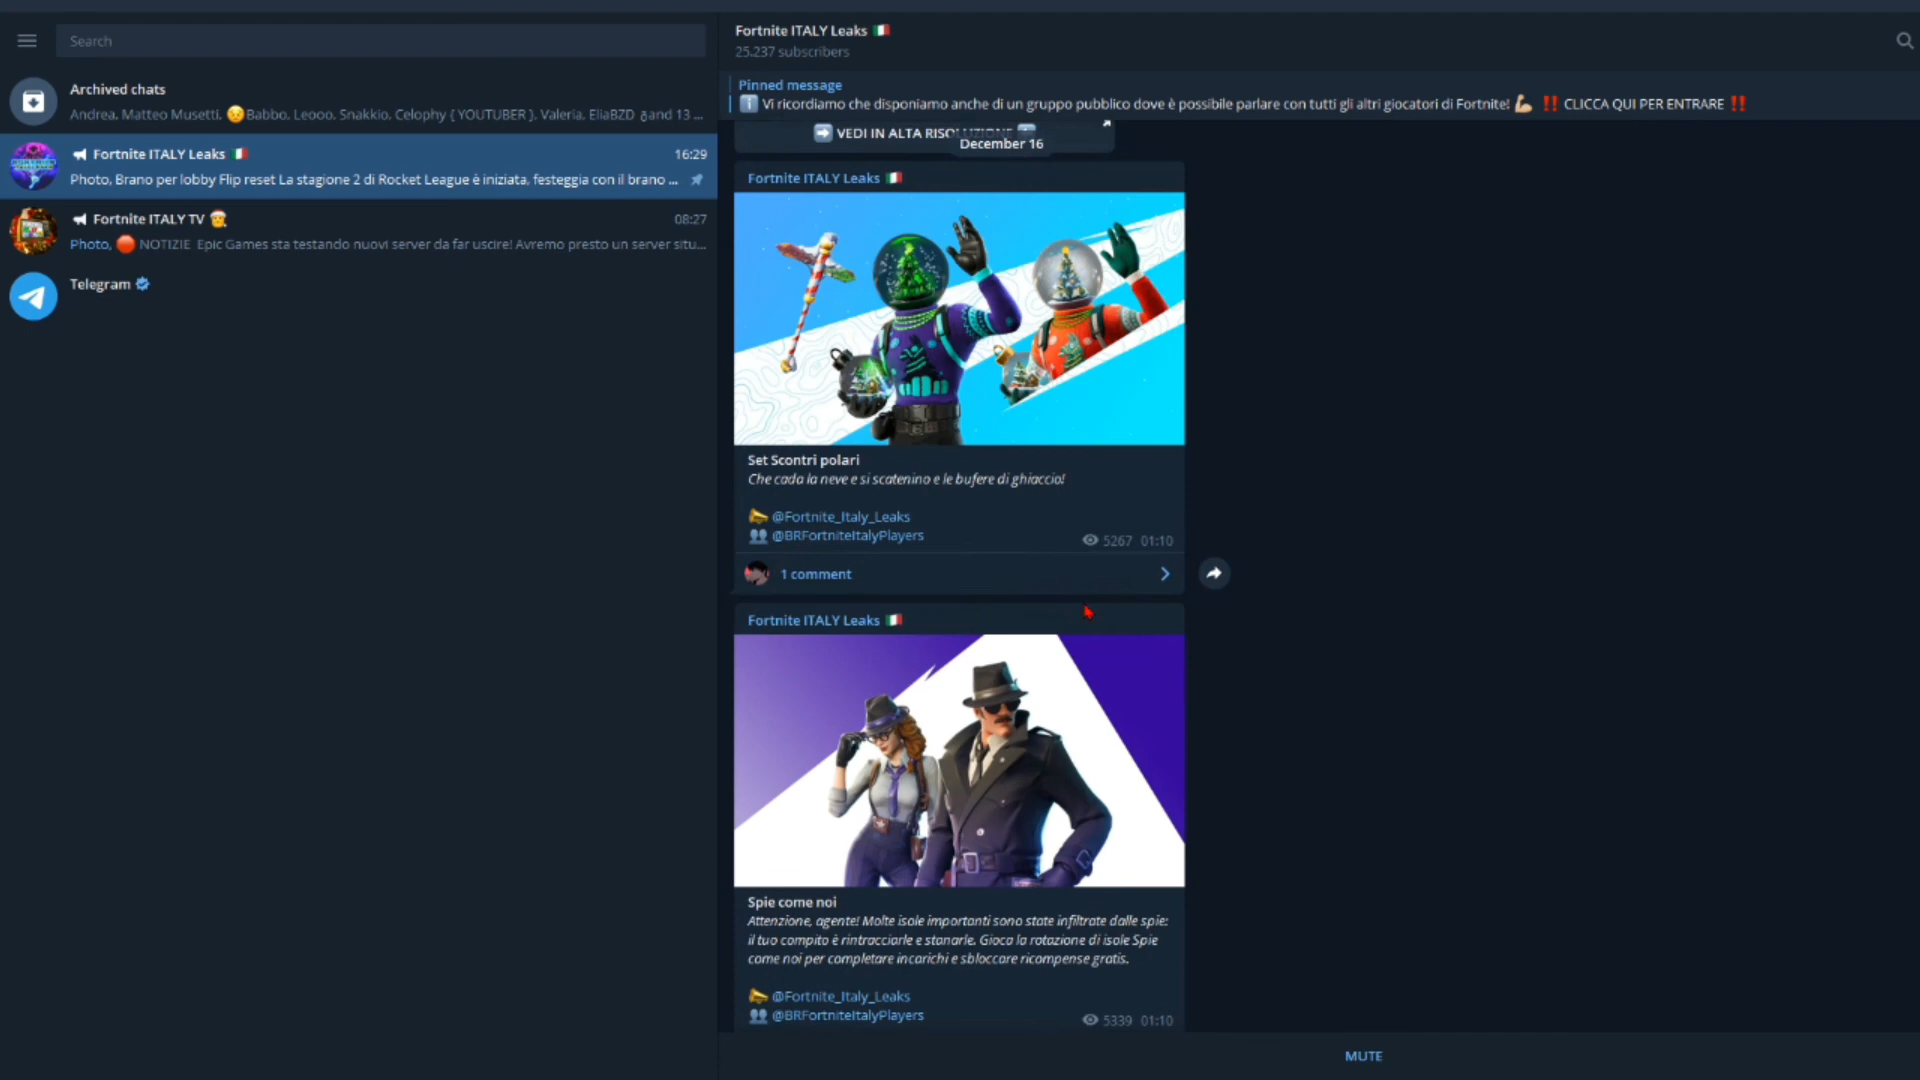 Search
Archived chats
Andrea, Matteo Musetti, 😔Babbo, Leooo, Snakkio, Celophy { YOUTUBER }, Valeria, EliaBZD and 13 ...
Fortnite ITALY Leaks 🇮🇹
16:29
Photo, Brano per lobby Flip reset La stagione 2 di Rocket League è iniziata, festeggia con il brano ...
Fortnite ITALY TV 🎅
08:27
Photo, 🔴 NOTIZIE Epic Games sta testando nuovi server da far uscire! Avremo presto un server situ...
Telegram
Fortnite ITALY Leaks 🇮🇹
25,237 subscribers
Pinned message
ℹ️ Vi ricordiamo che disponiamo anche di un gruppo pubblico dove è possibile parlare con tutti gli altri giocatori di Fortnite! 💪🏼 ‼️ CLICCA QUI PER ENTRARE ‼️
➡️ VEDI IN ALTA RISOLUZIONE
December 16
Fortnite ITALY Leaks 🇮🇹
Set Scontri polari
Che cada la neve e si scatenino e le bufere di ghiaccio!
📣 @Fortnite_Italy_Leaks
👥 @BRFortniteItalyPlayers
5267 01:10
1 comment
Fortnite ITALY Leaks 🇮🇹
Spie come noi
Attenzione, agente! Molte isole importanti sono state infiltrate dalle spie:
il tuo compito è rintracciarle e stanarle. Gioca la rotazione di isole Spie
come noi per completare incarichi e sbloccare ricompense gratis.
📣 @Fortnite_Italy_Leaks
👥 @BRFortniteItalyPlayers
5339 01:10
MUTE